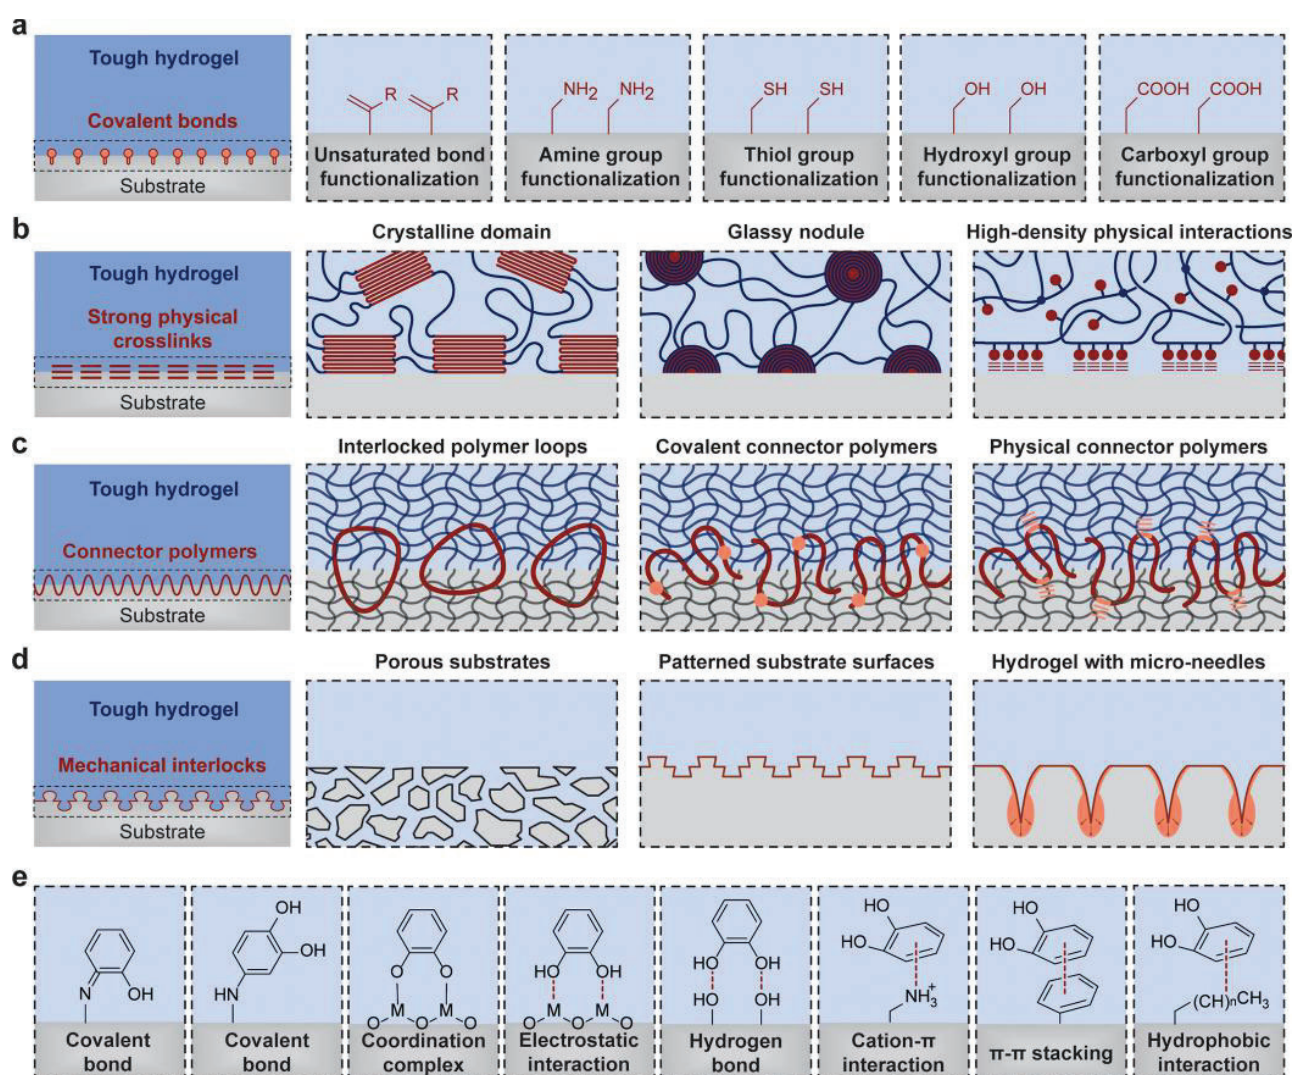 a
Tough hydrogel
Covalent bonds
Substrate
R R
Unsaturated bond
functionalization
NH2 NH2
Amine group
functionalization
SH SH
Thiol group
functionalization
OH OH
Hydroxyl group
functionalization
COOH COOH
Carboxyl group
functionalization
b
Tough hydrogel
Strong physical
crosslinks
Substrate
Crystalline domain
Glassy nodule
High-density physical interactions
c
Tough hydrogel
Connector polymers
Substrate
Interlocked polymer loops
Covalent connector polymers
Physical connector polymers
d
Tough hydrogel
Mechanical interlocks
Substrate
Porous substrates
Patterned substrate surfaces
Hydrogel with micro-needles
e
N OH
Covalent
bond
OH
OH
HN
Covalent
bond
O O
M M
O O O
Coordination
complex
HO OH
M M
O O O
Electrostatic
interaction
HO OH
HO OH
Hydrogen
bond
HO
HO
NH3+
Cation-π
interaction
HO
HO
π-π stacking
HO
HO
(CH)nCH3
Hydrophobic
interaction